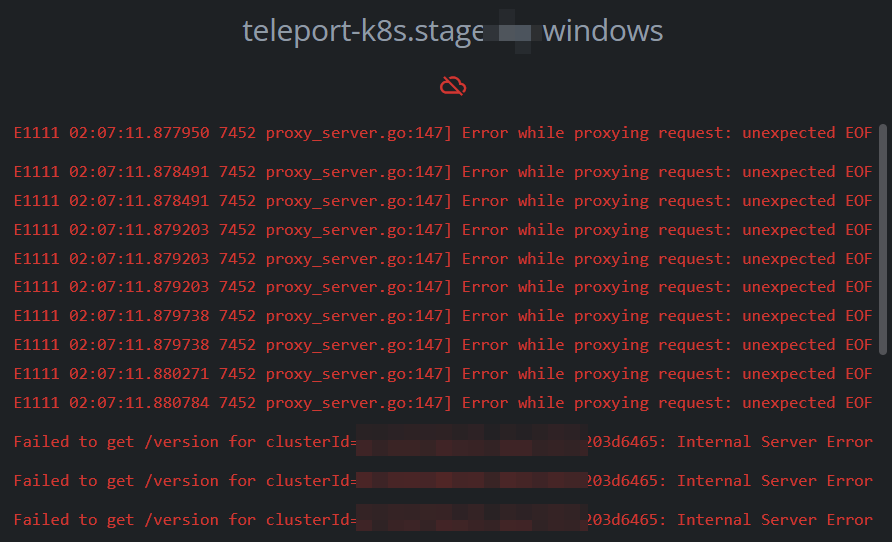 teleport-k8s.stage windows
E1111 02:07:11.877950 7452 proxy_server.go:147] Error while proxying request: unexpected EOF
E1111 02:07:11.878491 7452 proxy_server.go:147] Error while proxying request: unexpected EOF
E1111 02:07:11.878491 7452 proxy_server.go:147] Error while proxying request: unexpected EOF
E1111 02:07:11.879203 7452 proxy_server.go:147] Error while proxying request: unexpected EOF
E1111 02:07:11.879203 7452 proxy_server.go:147] Error while proxying request: unexpected EOF
E1111 02:07:11.879203 7452 proxy_server.go:147] Error while proxying request: unexpected EOF
E1111 02:07:11.879738 7452 proxy_server.go:147] Error while proxying request: unexpected EOF
E1111 02:07:11.879738 7452 proxy_server.go:147] Error while proxying request: unexpected EOF
E1111 02:07:11.880271 7452 proxy_server.go:147] Error while proxying request: unexpected EOF
E1111 02:07:11.880784 7452 proxy_server.go:147] Error while proxying request: unexpected EOF
Failed to get /version for clusterId= 203d6465: Internal Server Error
Failed to get /version for clusterId= 203d6465: Internal Server Error
Failed to get /version for clusterId= 203d6465: Internal Server Error